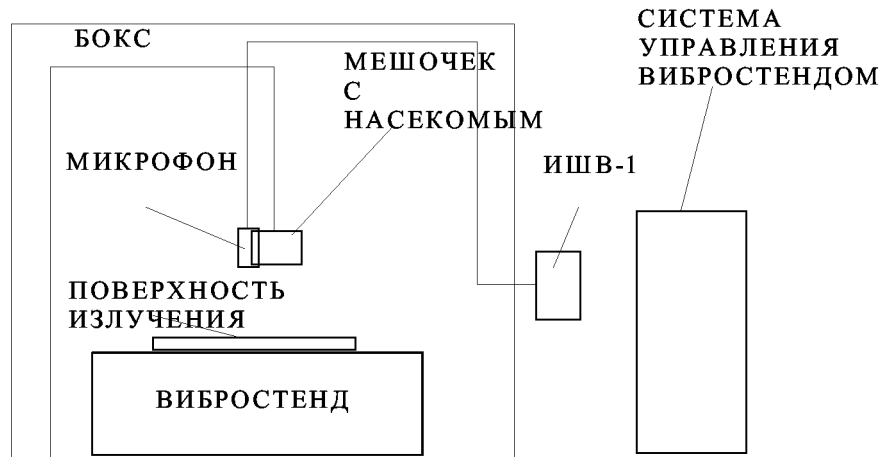 БОКС
МЕШОЧЕК
С
НАСЕКОМЫМ
СИСТЕМА
УПРАВЛЕНИЯ
ВИБРОСТЕНДОМ
МИКРОФОН
ИШВ-1
ПОВЕРХНОСТЬ
ИЗЛУЧЕНИЯ
ВИБРОСТЕНД